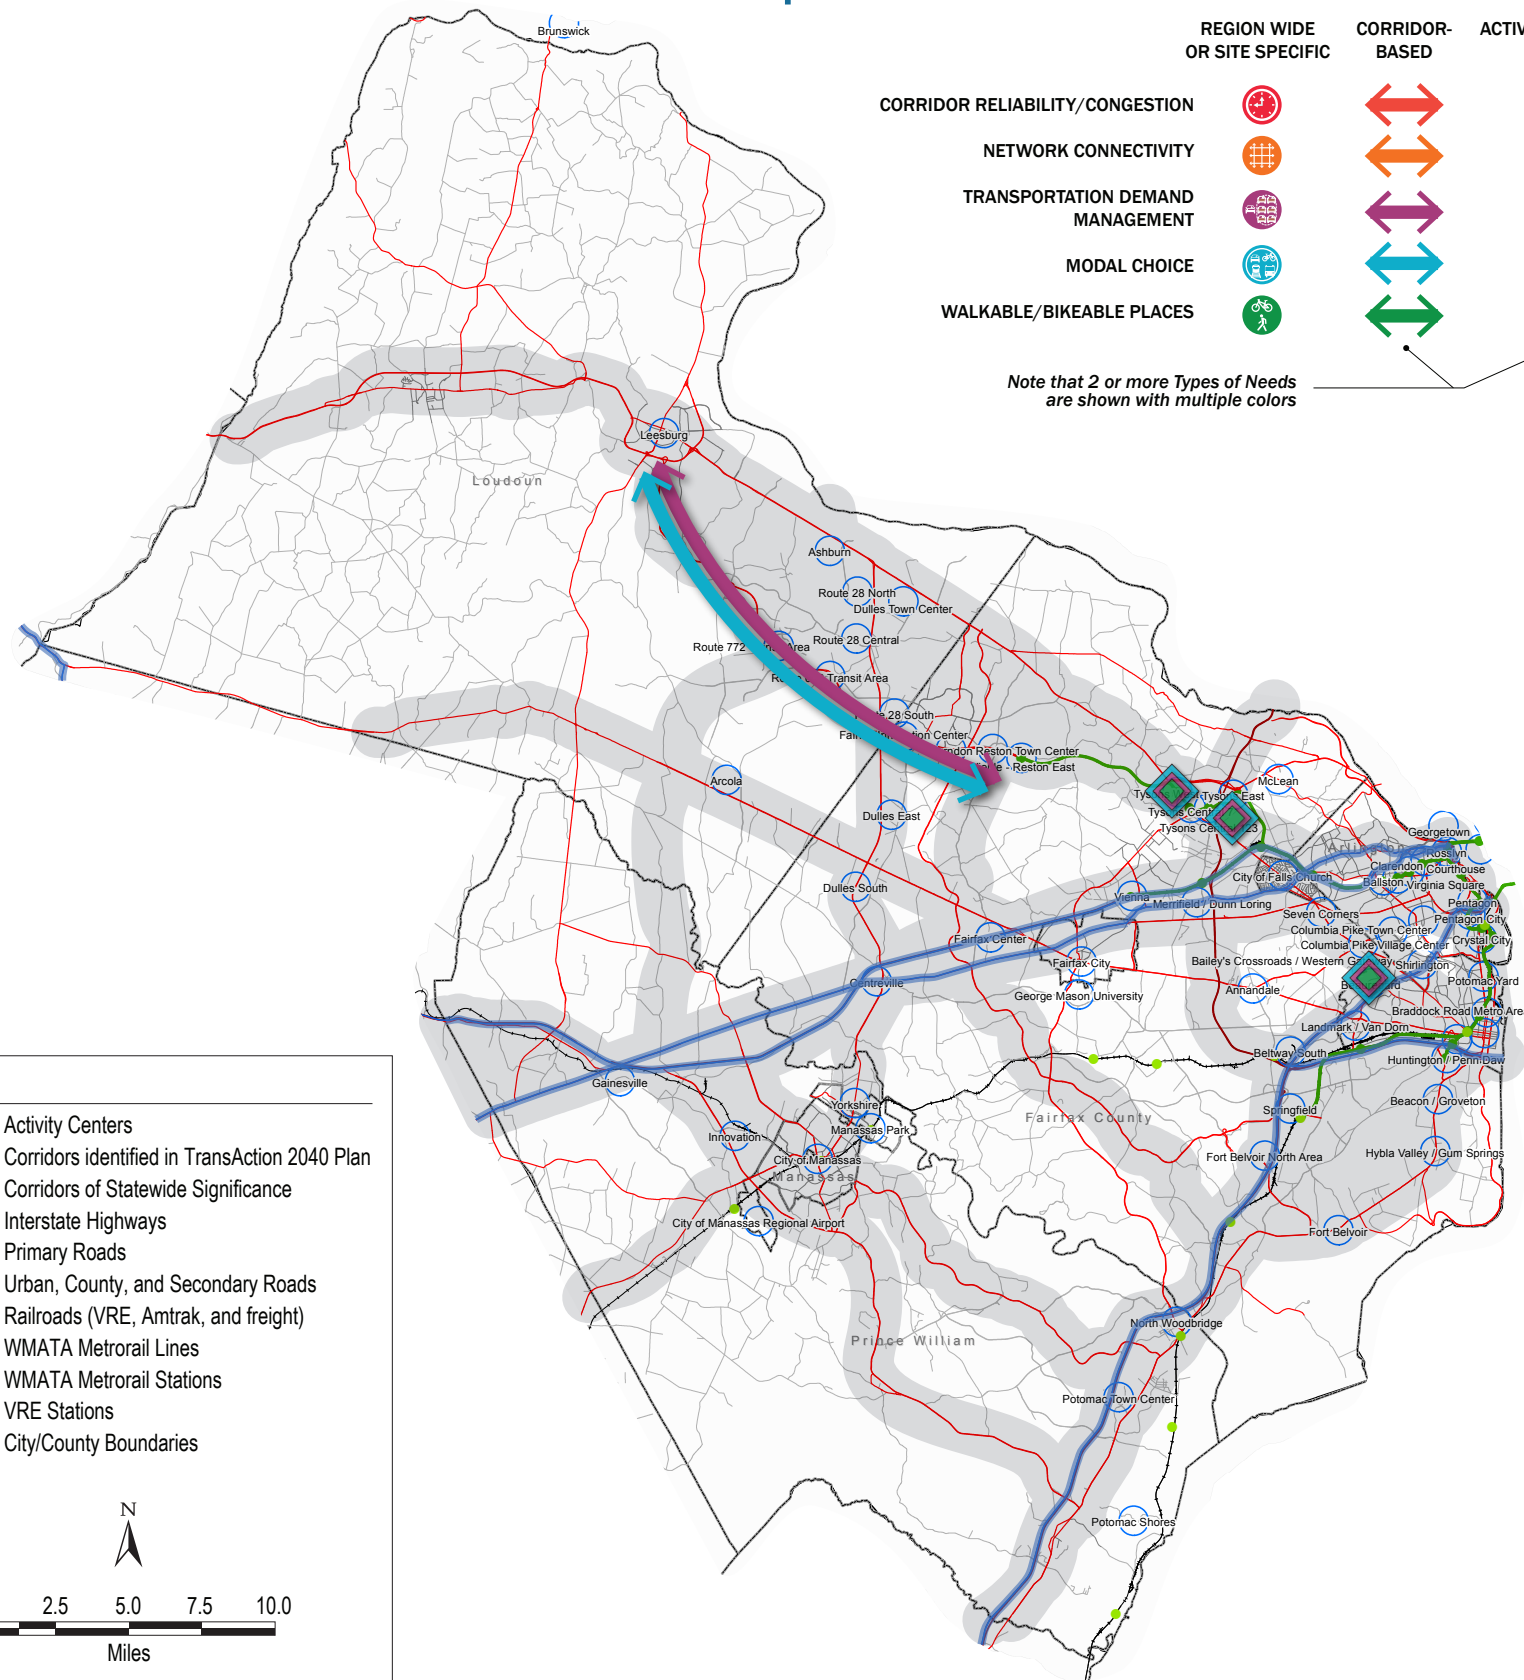 REGION WIDE
OR SITE SPECIFIC
CORRIDOR-
BASED
CORRIDOR RELIABILITY/CONGESTION
NETWORK CONNECTIVITY
TRANSPORTATION DEMAND
MANAGEMENT
MODAL CHOICE
WALKABLE/BIKEABLE PLACES
Note that 2 or more Types of Needs
are shown with multiple colors
Brunswick
Leesburg
Loudoun
Ashburn
Route 28 North
Dulles Town Center
Route 28 Central
Route 772
Area
Transit Area
28 South
Center
Reston Town Center
- Reston East
Arcola
Dulles East
Dulles South
McLean
East
Tysons
Georgetown
Rosslyn
Arlington
Clarendon
Courthouse
City of Falls Church
Ballston
Virginia Square
Vienna
Merrifield / Dunn Loring
Pentagon
Seven Corners
Pentagon City
Columbia Pike Town Center
Crystal City
Columbia Pike Village Center
Fairfax Center
Fairfax City
Bailey's Crossroads / Western Gateway
Shirlington
Centreville
George Mason University
Annandale
Potomac Yard
Braddock Road Metro Area
Landmark / Van Dorn
Beltway South
Huntington / Penn Daw
Gainesville
Springfield
Beacon / Groveton
Yorkshire
Fairfax County
Manassas Park
Innovation
City of Manassas
Manassas
Fort Belvoir North Area
Hybla Valley / Gum Springs
City of Manassas Regional Airport
Fort Belvoir
North Woodbridge
Prince William
Potomac Town Center
Potomac Shores
Activity Centers
Corridors identified in TransAction 2040 Plan
Corridors of Statewide Significance
Interstate Highways
Primary Roads
Urban, County, and Secondary Roads
Railroads (VRE, Amtrak, and freight)
WMATA Metrorail Lines
WMATA Metrorail Stations
VRE Stations
City/County Boundaries
N
2.5 5.0 7.5 10.0
Miles